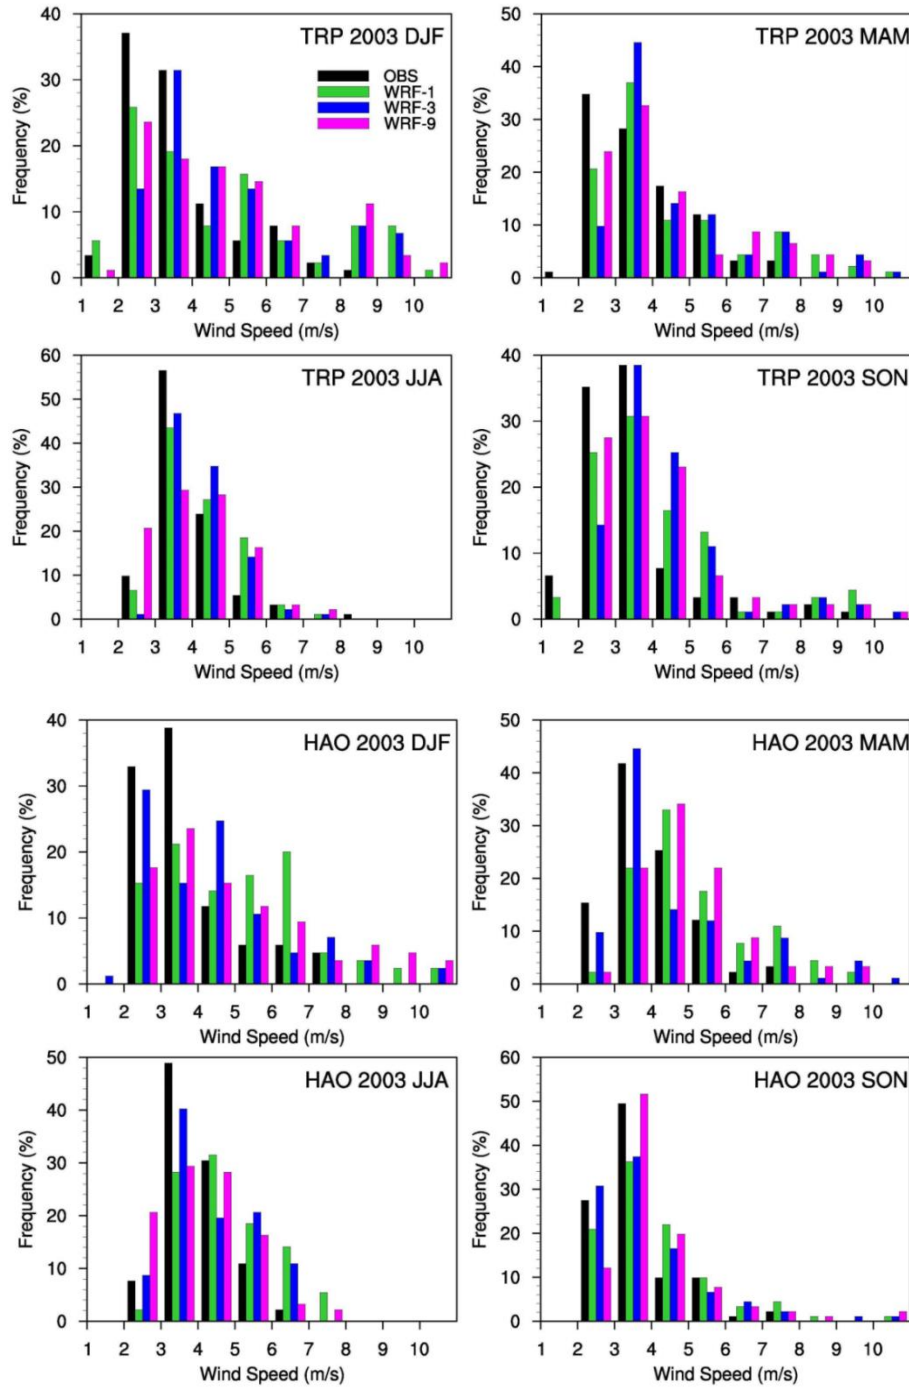 TRP 2003 DJF
OBS
WRF-1
WRF-3
WRF-9
Frequency (%)
40
30
20
10
0
1 2 3 4 5 6 7 8 9 10
Wind Speed (m/s)
TRP 2003 MAM
Frequency (%)
50
40
30
20
10
0
1 2 3 4 5 6 7 8 9 10
Wind Speed (m/s)
TRP 2003 JJA
Frequency (%)
60
50
40
30
20
10
0
1 2 3 4 5 6 7 8 9 10
Wind Speed (m/s)
TRP 2003 SON
Frequency (%)
40
30
20
10
0
1 2 3 4 5 6 7 8 9 10
Wind Speed (m/s)
HAO 2003 DJF
Frequency (%)
40
30
20
10
0
1 2 3 4 5 6 7 8 9 10
Wind Speed (m/s)
HAO 2003 MAM
Frequency (%)
50
40
30
20
10
0
1 2 3 4 5 6 7 8 9 10
Wind Speed (m/s)
HAO 2003 JJA
Frequency (%)
50
40
30
20
10
0
1 2 3 4 5 6 7 8 9 10
Wind Speed (m/s)
HAO 2003 SON
Frequency (%)
60
50
40
30
20
10
0
1 2 3 4 5 6 7 8 9 10
Wind Speed (m/s)